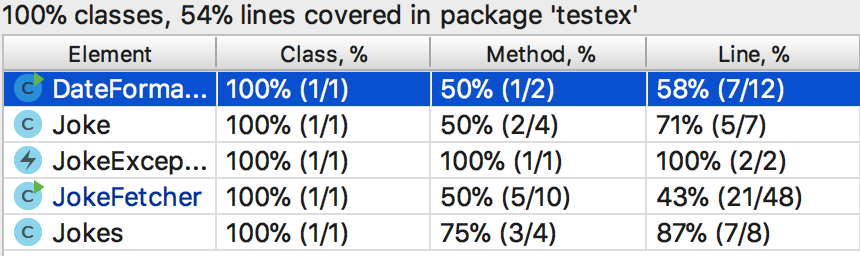 100% classes, 54% lines covered in package 'testex'
Element Class, % Method, % Line, %
C DateForma... 100% (1/1) 50% (1/2) 58% (7/12)
C Joke 100% (1/1) 50% (2/4) 71% (5/7)
JokeExcep... 100% (1/1) 100% (1/1) 100% (2/2)
C JokeFetcher 100% (1/1) 50% (5/10) 43% (21/48)
C Jokes 100% (1/1) 75% (3/4) 87% (7/8)